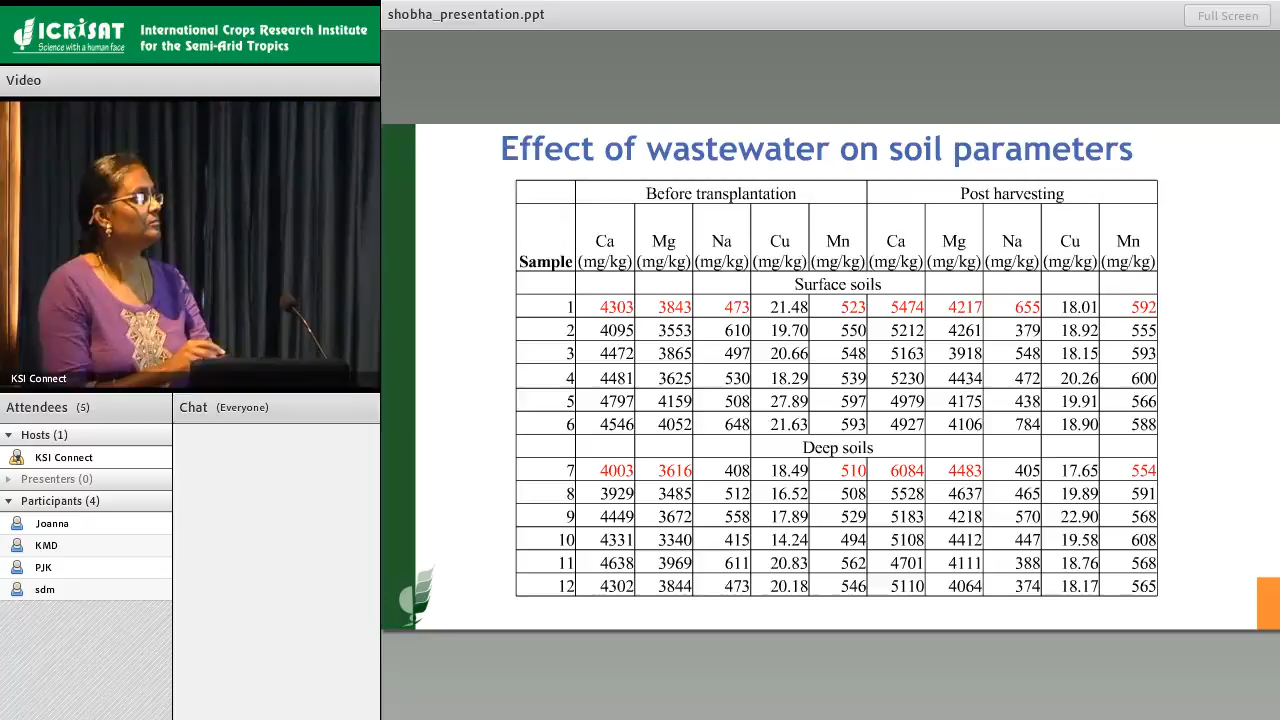 ICRISAT
Science with a human face
International Crops Research Institute
for the Semi-Arid Tropics
shobha_presentation.ppt
Full Screen
Video
KSI Connect
Attendees (5)
Hosts (1)
KSI Connect
Presenters (0)
Participants (4)
Joanna
KMD
PJK
sdm
Chat (Everyone)
Effect of wastewater on soil parameters
Before transplantation Post harvesting
Sample Ca (mg/kg) Mg (mg/kg) Na (mg/kg) Cu (mg/kg) Mn (mg/kg) Ca (mg/kg) Mg (mg/kg) Na (mg/kg) Cu (mg/kg) Mn (mg/kg)
Surface soils
1 4303 3843 473 21.48 523 5474 4217 655 18.01 592
2 4095 3553 610 19.70 550 5212 4261 379 18.92 555
3 4472 3865 497 20.66 548 5163 3918 548 18.15 593
4 4481 3625 530 18.29 539 5230 4434 472 20.26 600
5 4797 4159 508 27.89 597 4979 4175 438 19.91 566
6 4546 4052 648 21.63 593 4927 4106 784 18.90 588
Deep soils
7 4003 3616 408 18.49 510 6084 4483 405 17.65 554
8 3929 3485 512 16.52 508 5528 4637 465 19.89 591
9 4449 3672 558 17.89 529 5183 4218 570 22.90 568
10 4331 3340 415 14.24 494 5108 4412 447 19.58 608
11 4638 3969 611 20.83 562 4701 4111 388 18.76 568
12 4302 3844 473 20.18 546 5110 4064 374 18.17 565